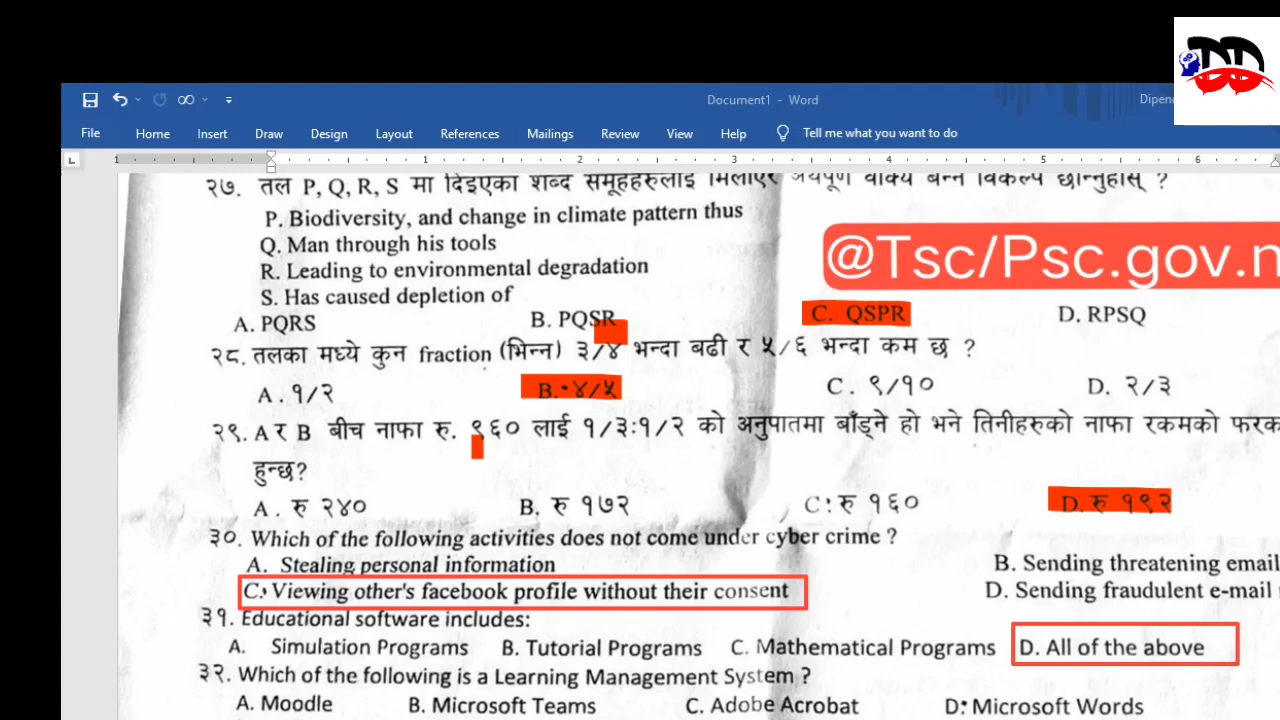 Document1 - Word
File Home Insert Draw Design Layout References Mailings Review View Help Tell me what you want to do
1 1 2 3 4 5 6
२७. तल P, Q, R, S मा दिइएका शब्द समूहहरुलाई मिलाएर अर्थपूर्ण वाक्य बन्ने विकल्प छान्नुहोस् ?
P. Biodiversity, and change in climate pattern thus
Q. Man through his tools
@Tsc/Psc.gov.n
R. Leading to environmental degradation
S. Has caused depletion of
A. PQRS B. PQSR C. QSPR D. RPSQ
२८. तलका मध्ये कुन fraction (भिन्न) ३/४ भन्दा बढी र ५/६ भन्दा कम छ ?
A. १/२ B. ४/५ C. ९/१० D. २/३
२९. A र B बीच नाफा रु. ९६० लाई १/३:१/२ को अनुपातमा बाँड्ने हो भने तिनीहरुको नाफा रकमको फरक
हुन्छ?
A. रु २४० B. रु १७२ C. रु १६० D. रु १९२
३०. Which of the following activities does not come under cyber crime ?
A. Stealing personal information B. Sending threatening email
C. Viewing other's facebook profile without their consent D. Sending fraudulent e-mail
३१. Educational software includes:
A. Simulation Programs B. Tutorial Programs C. Mathematical Programs D. All of the above
३२. Which of the following is a Learning Management System ?
A. Moodle B. Microsoft Teams C. Adobe Acrobat D. Microsoft Words